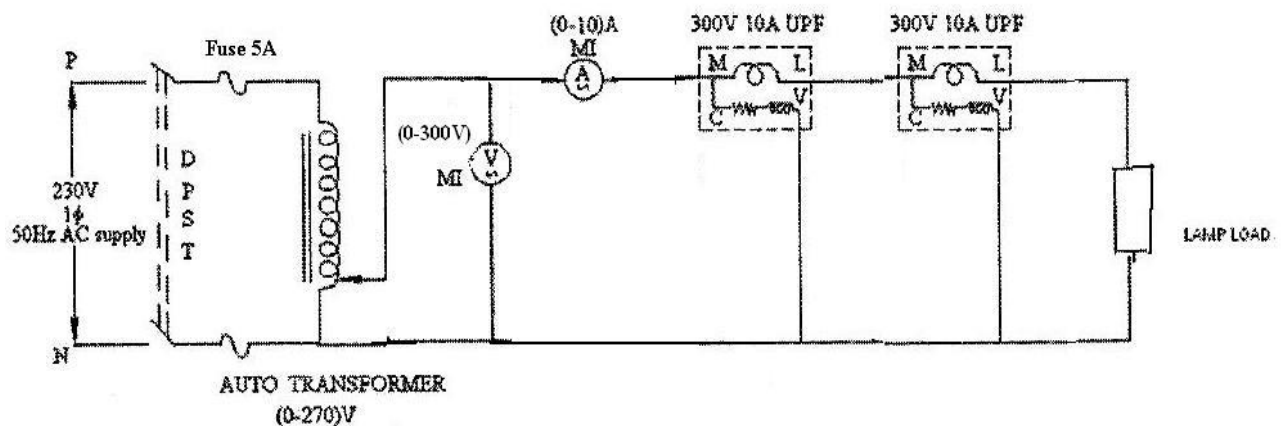 P
Fuse 5A
D
P
S
T
230V
1ϕ
50Hz AC supply
N
AUTO TRANSFORMER
(0-270)V
(0-300V)
V
MI
(0-10)A
MI
A
300V 10A UPF
M L
V
C
300V 10A UPF
M L
V
C
LAMP LOAD